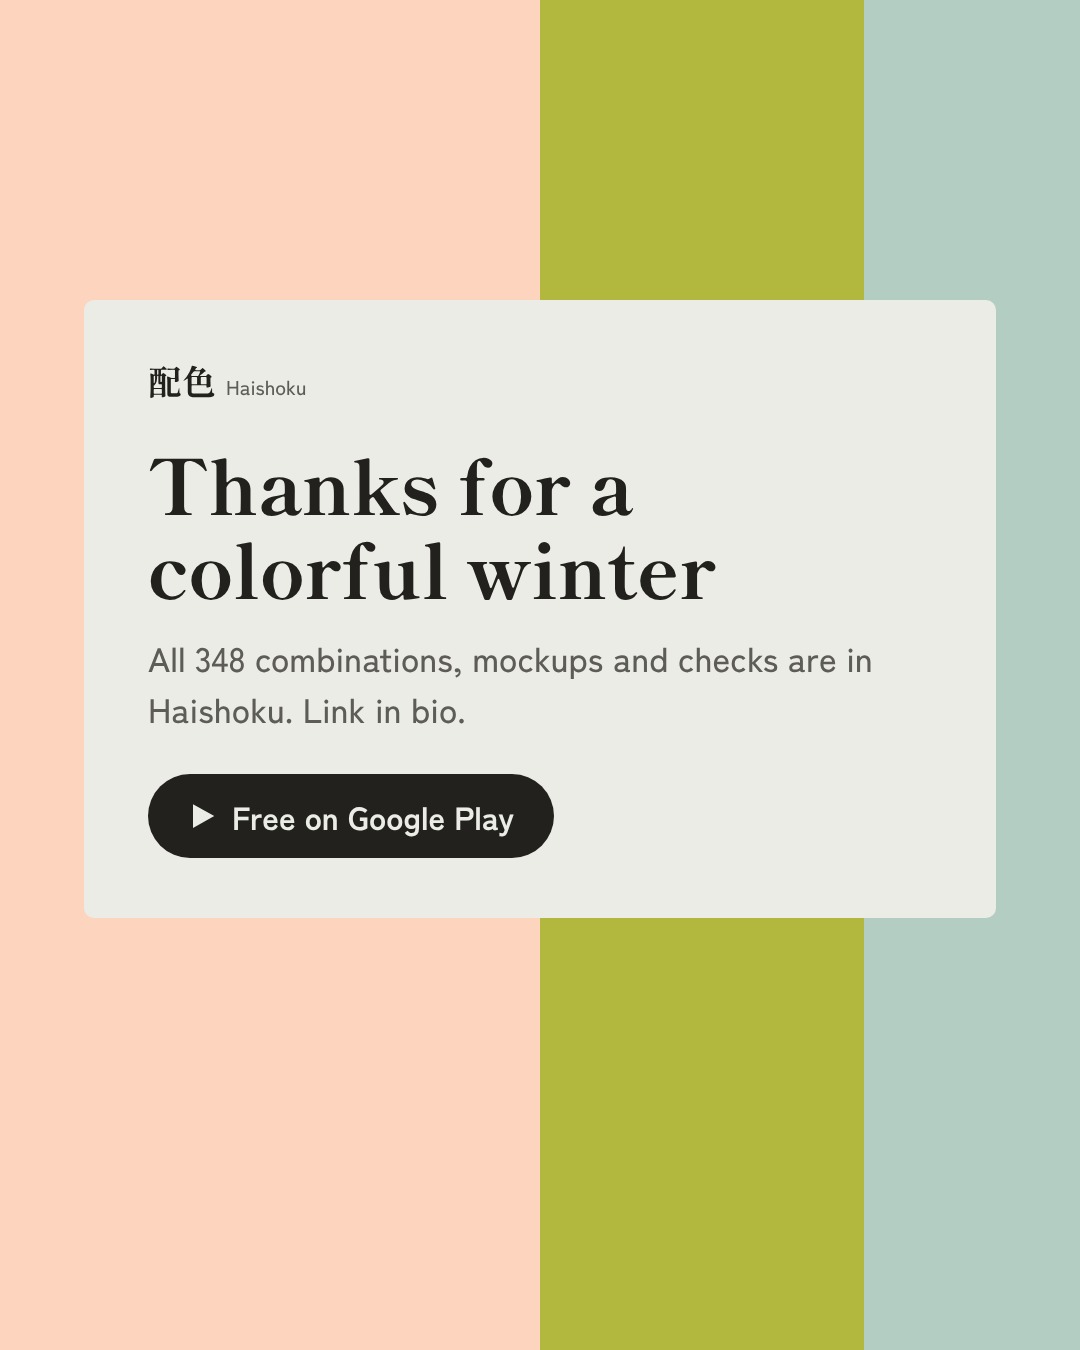 配色 Haishoku
Thanks for a
colorful winter
All 348 combinations, mockups and checks are in
Haishoku. Link in bio.
Free on Google Play